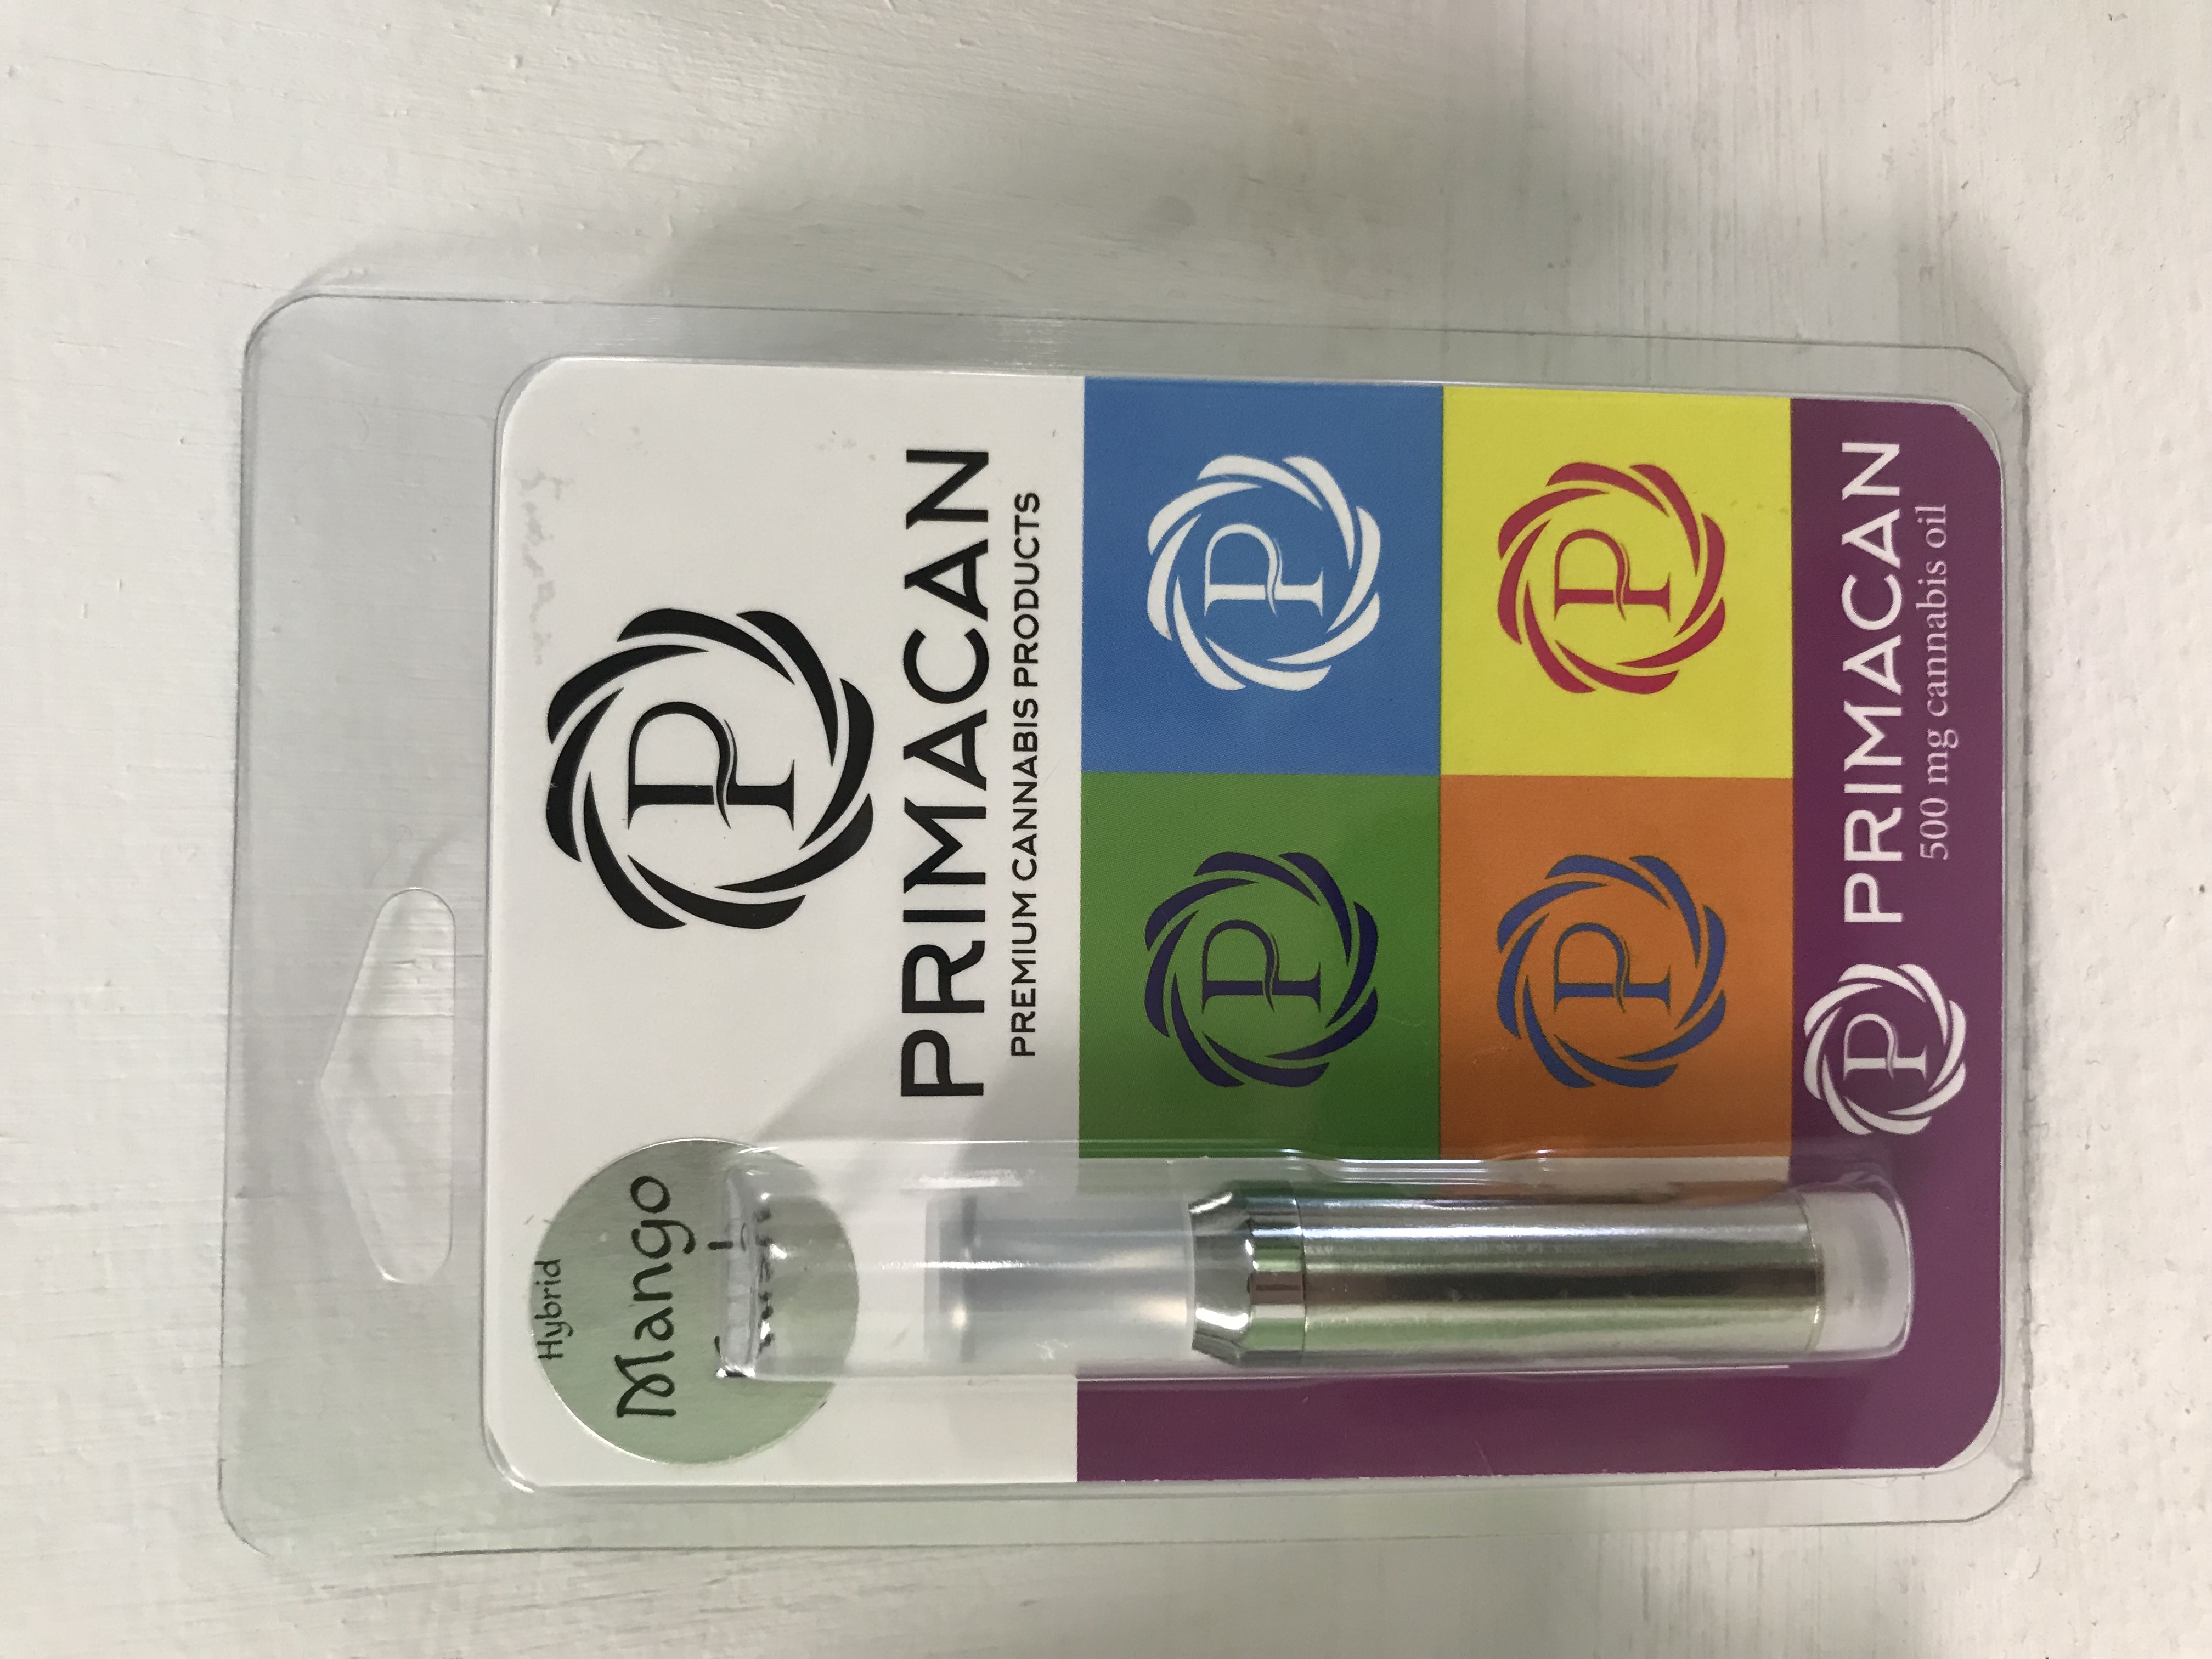 Hybrid
Mango
P
PRIMACAN
PREMIUM CANNABIS PRODUCTS
P
P
P
P
P
PRIMACAN
500 mg cannabis oil